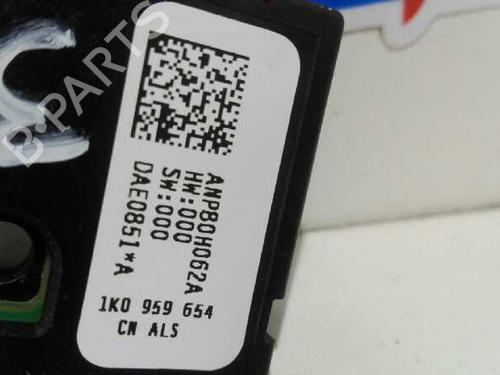 B-PARTS
ANP80H062A
HW:000
SW:000
DAE0851*A
1K0 959 654
CN ALS